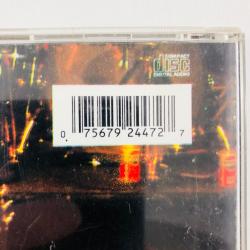 COMPACT
disc
DIGITAL AUDIO
0 75679 24472 7